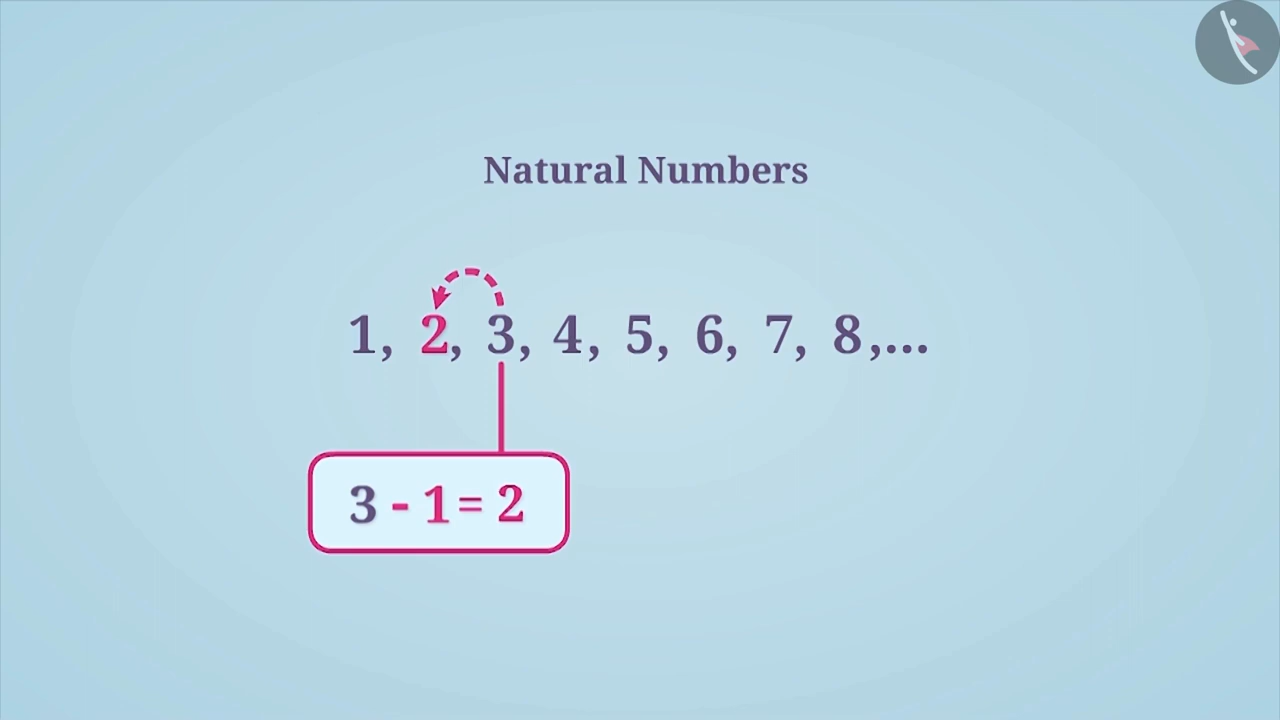 Natural Numbers
1, 2, 3, 4, 5, 6, 7, 8,...
3 - 1= 2